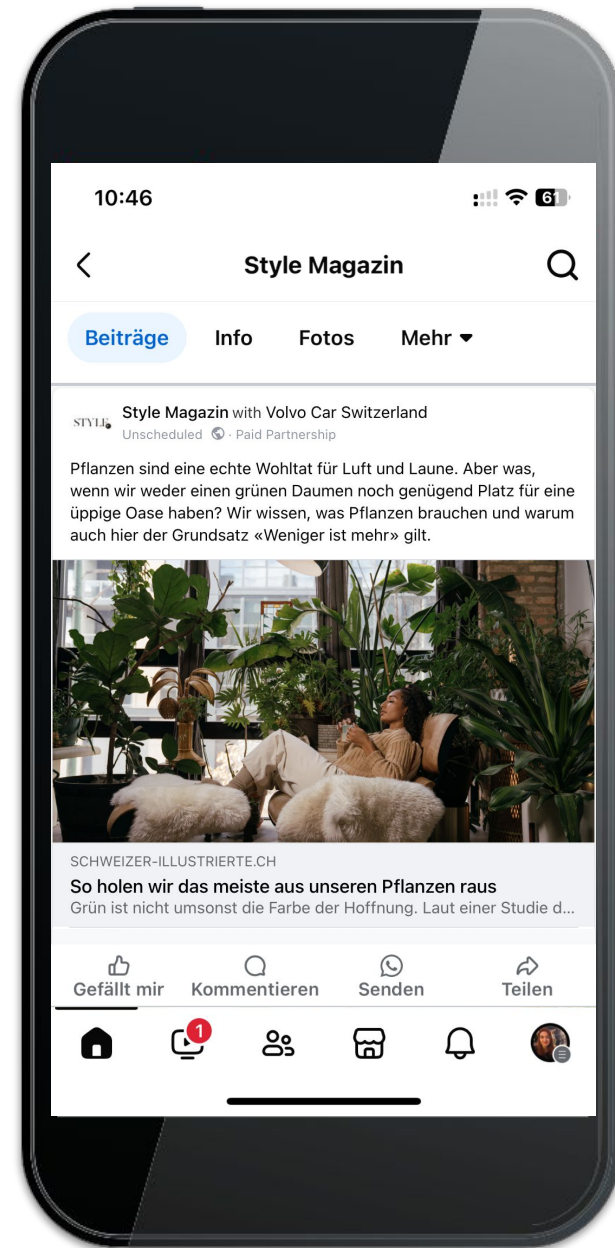 10:46
61
Style Magazin
Beiträge Info Fotos Mehr
STYLE
Style Magazin with Volvo Car Switzerland
Unscheduled · Paid Partnership
Pflanzen sind eine echte Wohltat für Luft und Laune. Aber was,
wenn wir weder einen grünen Daumen noch genügend Platz für eine
üppige Oase haben? Wir wissen, was Pflanzen brauchen und warum
auch hier der Grundsatz «Weniger ist mehr» gilt.
SCHWEIZER-ILLUSTRIERTE.CH
So holen wir das meiste aus unseren Pflanzen raus
Grün ist nicht umsonst die Farbe der Hoffnung. Laut einer Studie d...
Gefällt mir Kommentieren Senden Teilen
1